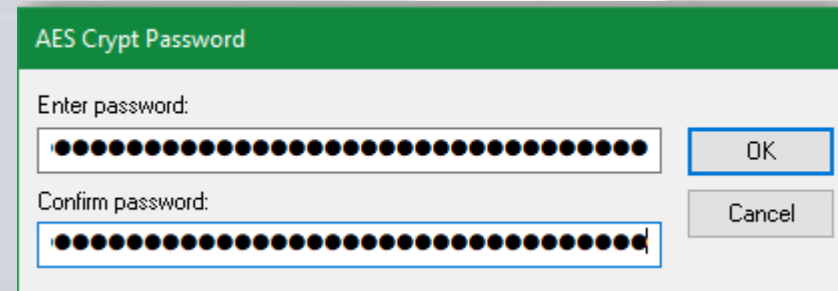 AES Crypt Password
Enter password:
OK
Confirm password:
Cancel